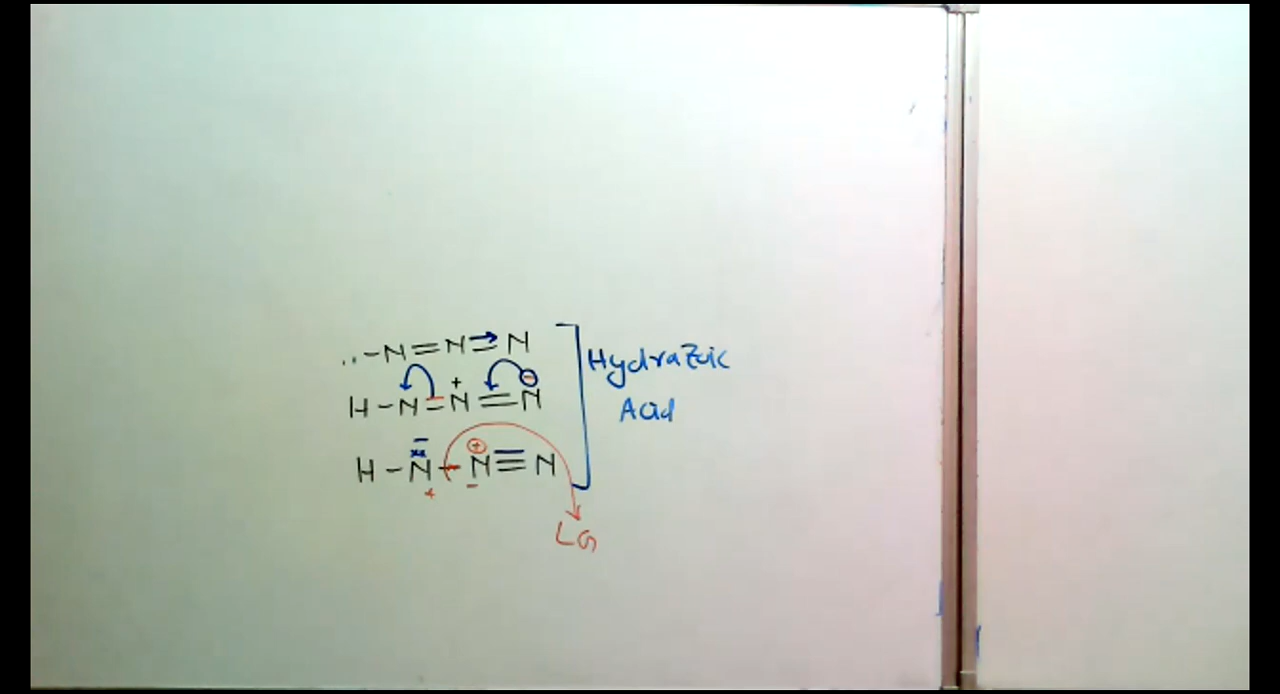 -N=N⇒N
Hydrazoic
H-N=N⁺=N⊖
Acid
H-N̄-N⊕≡N
+ -
LG